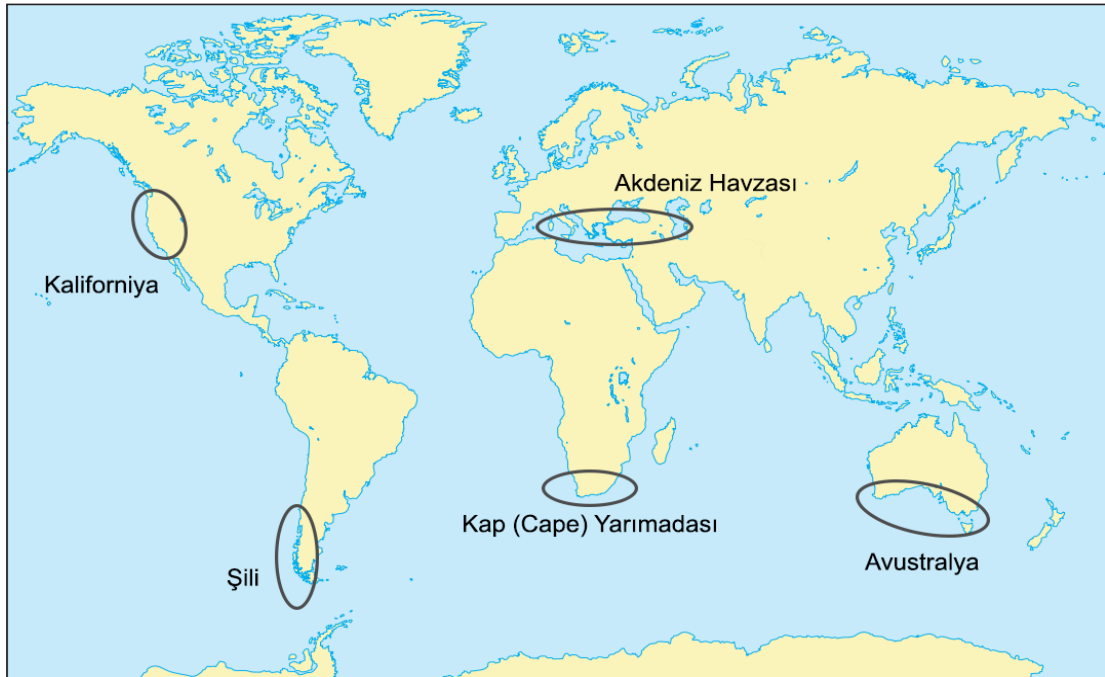 Akdeniz Havzası
Kaliforniya
Kap (Cape) Yarımadası
Avustralya
Şili